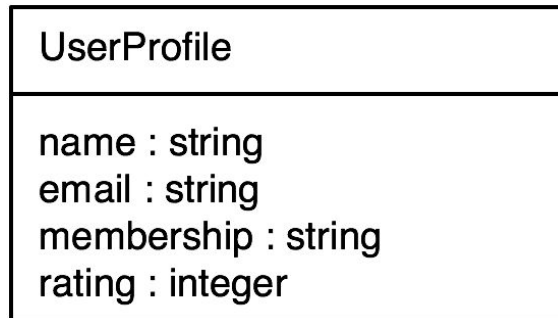 UserProfile
name : string
email : string
membership : string
rating : integer